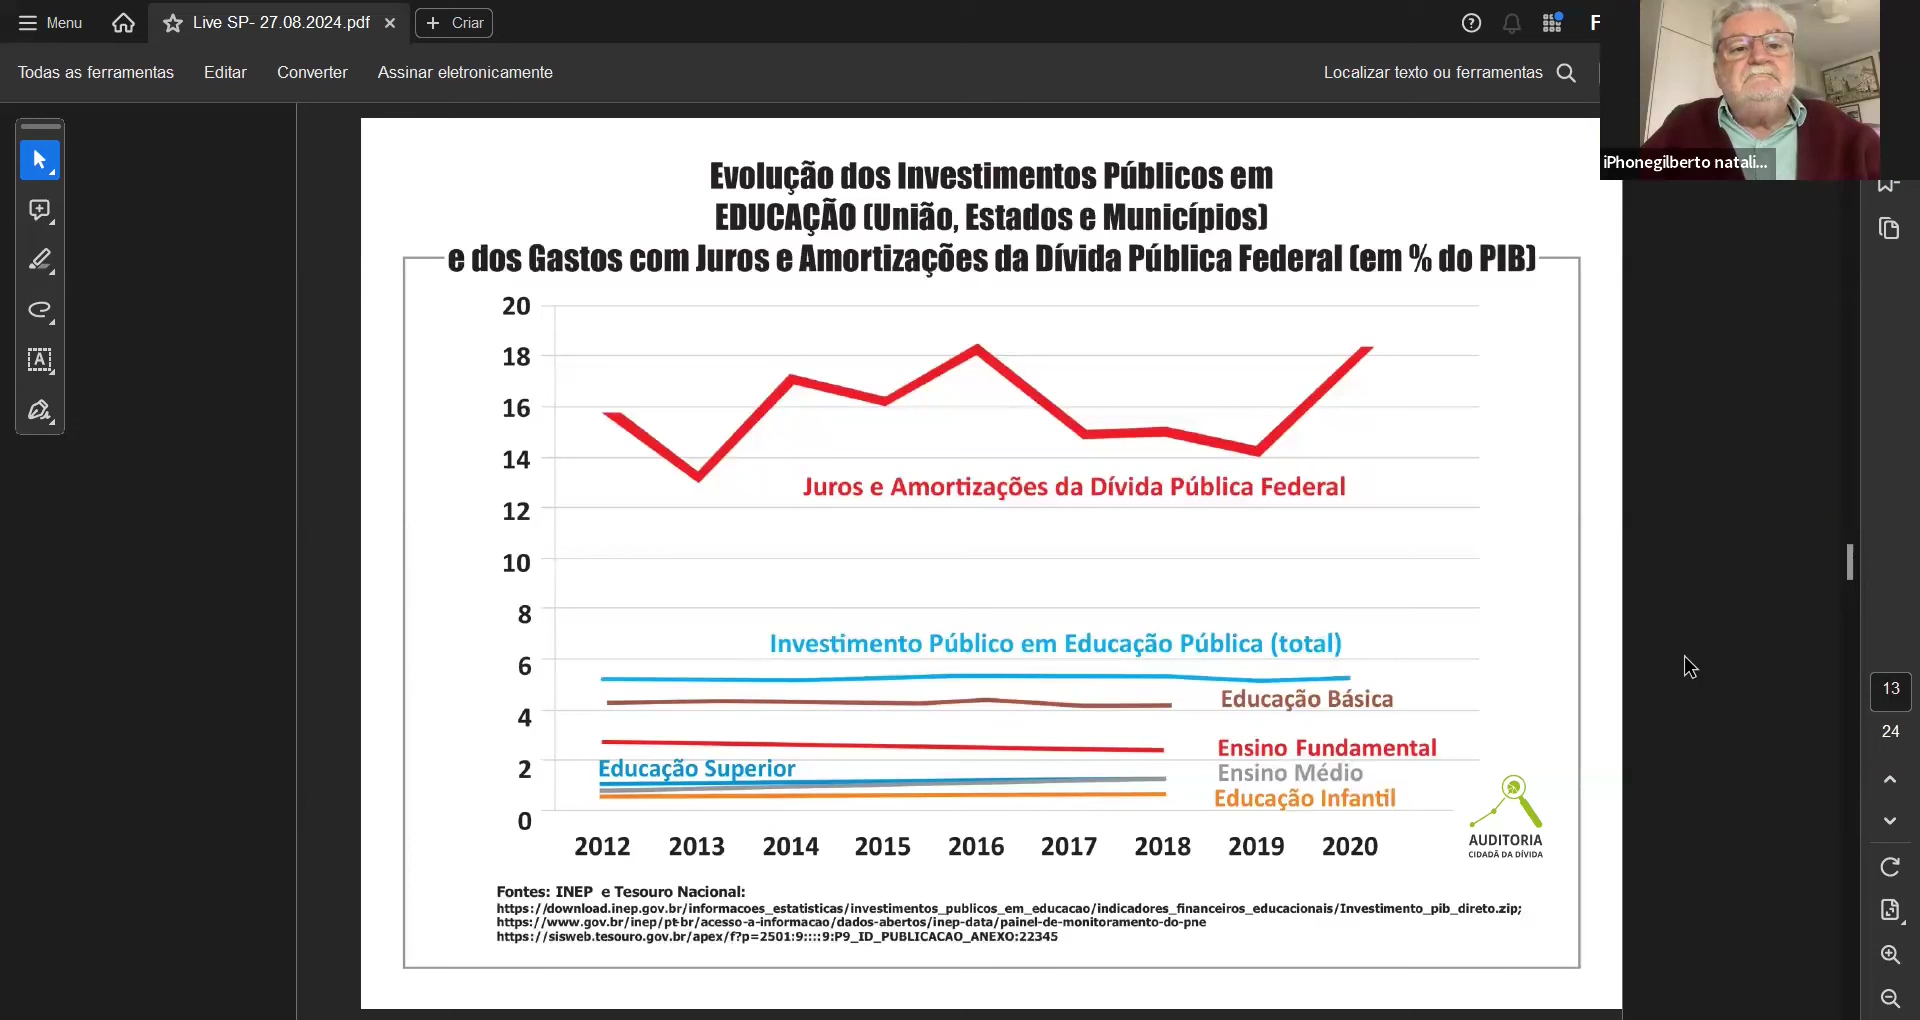 Menu
Live SP- 27.08.2024.pdf
Criar
F
Todas as ferramentas
Editar
Converter
Assinar eletronicamente
Localizar texto ou ferramentas
iPhonegilberto natali...
Evolução dos Investimentos Públicos em
EDUCAÇÃO (União, Estados e Municípios)
e dos Gastos com Juros e Amortizações da Dívida Pública Federal (em % do PIB)
20
18
16
14
12
10
8
6
4
2
0
Juros e Amortizações da Dívida Pública Federal
Investimento Público em Educação Pública (total)
Educação Básica
Ensino Fundamental
Educação Superior
Ensino Médio
Educação Infantil
2012 2013 2014 2015 2016 2017 2018 2019 2020
AUDITORIA
CIDADÃ DA DÍVIDA
Fontes: INEP e Tesouro Nacional:
https://download.inep.gov.br/informacoes_estatisticas/investimentos_publicos_em_educacao/indicadores_financeiros_educacionais/Investimento_pib_direto.zip;
https://www.gov.br/inep/pt-br/acesso-a-informacao/dados-abertos/inep-data/painel-de-monitoramento-do-pne
https://sisweb.tesouro.gov.br/apex/f?p=2501:9::::9:P9_ID_PUBLICACAO_ANEXO:22345
13
24